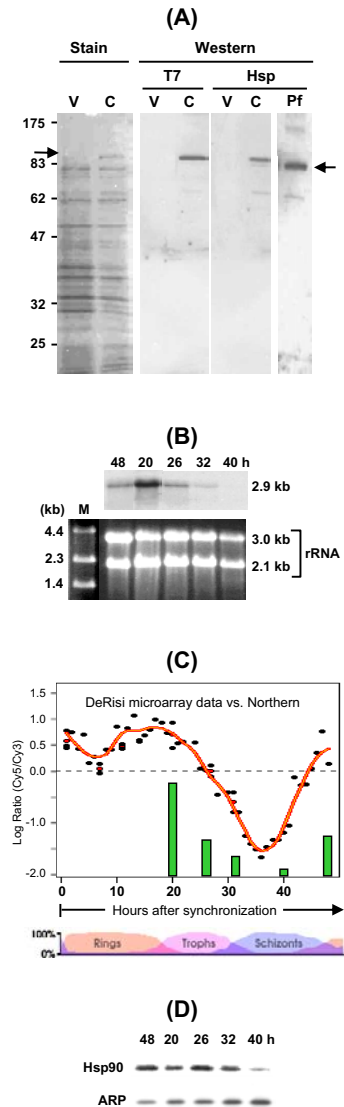 (A)
Stain Western
T7 Hsp
V C V C V C Pf
175
83
62
47
32
25
(B)
48 20 26 32 40 h
2.9 kb
(kb) M
4.4
2.3
1.4
3.0 kb
2.1 kb
rRNA
(C)
DeRisi microarray data vs. Northern
Log Ratio (Cy5/Cy3)
1.5
1.0
0.5
0.0
-1.0
-2.0
0 10 20 30 40
Hours after synchronization
100%
0%
Rings Trophs Schizonts
(D)
48 20 26 32 40 h
Hsp90
ARP